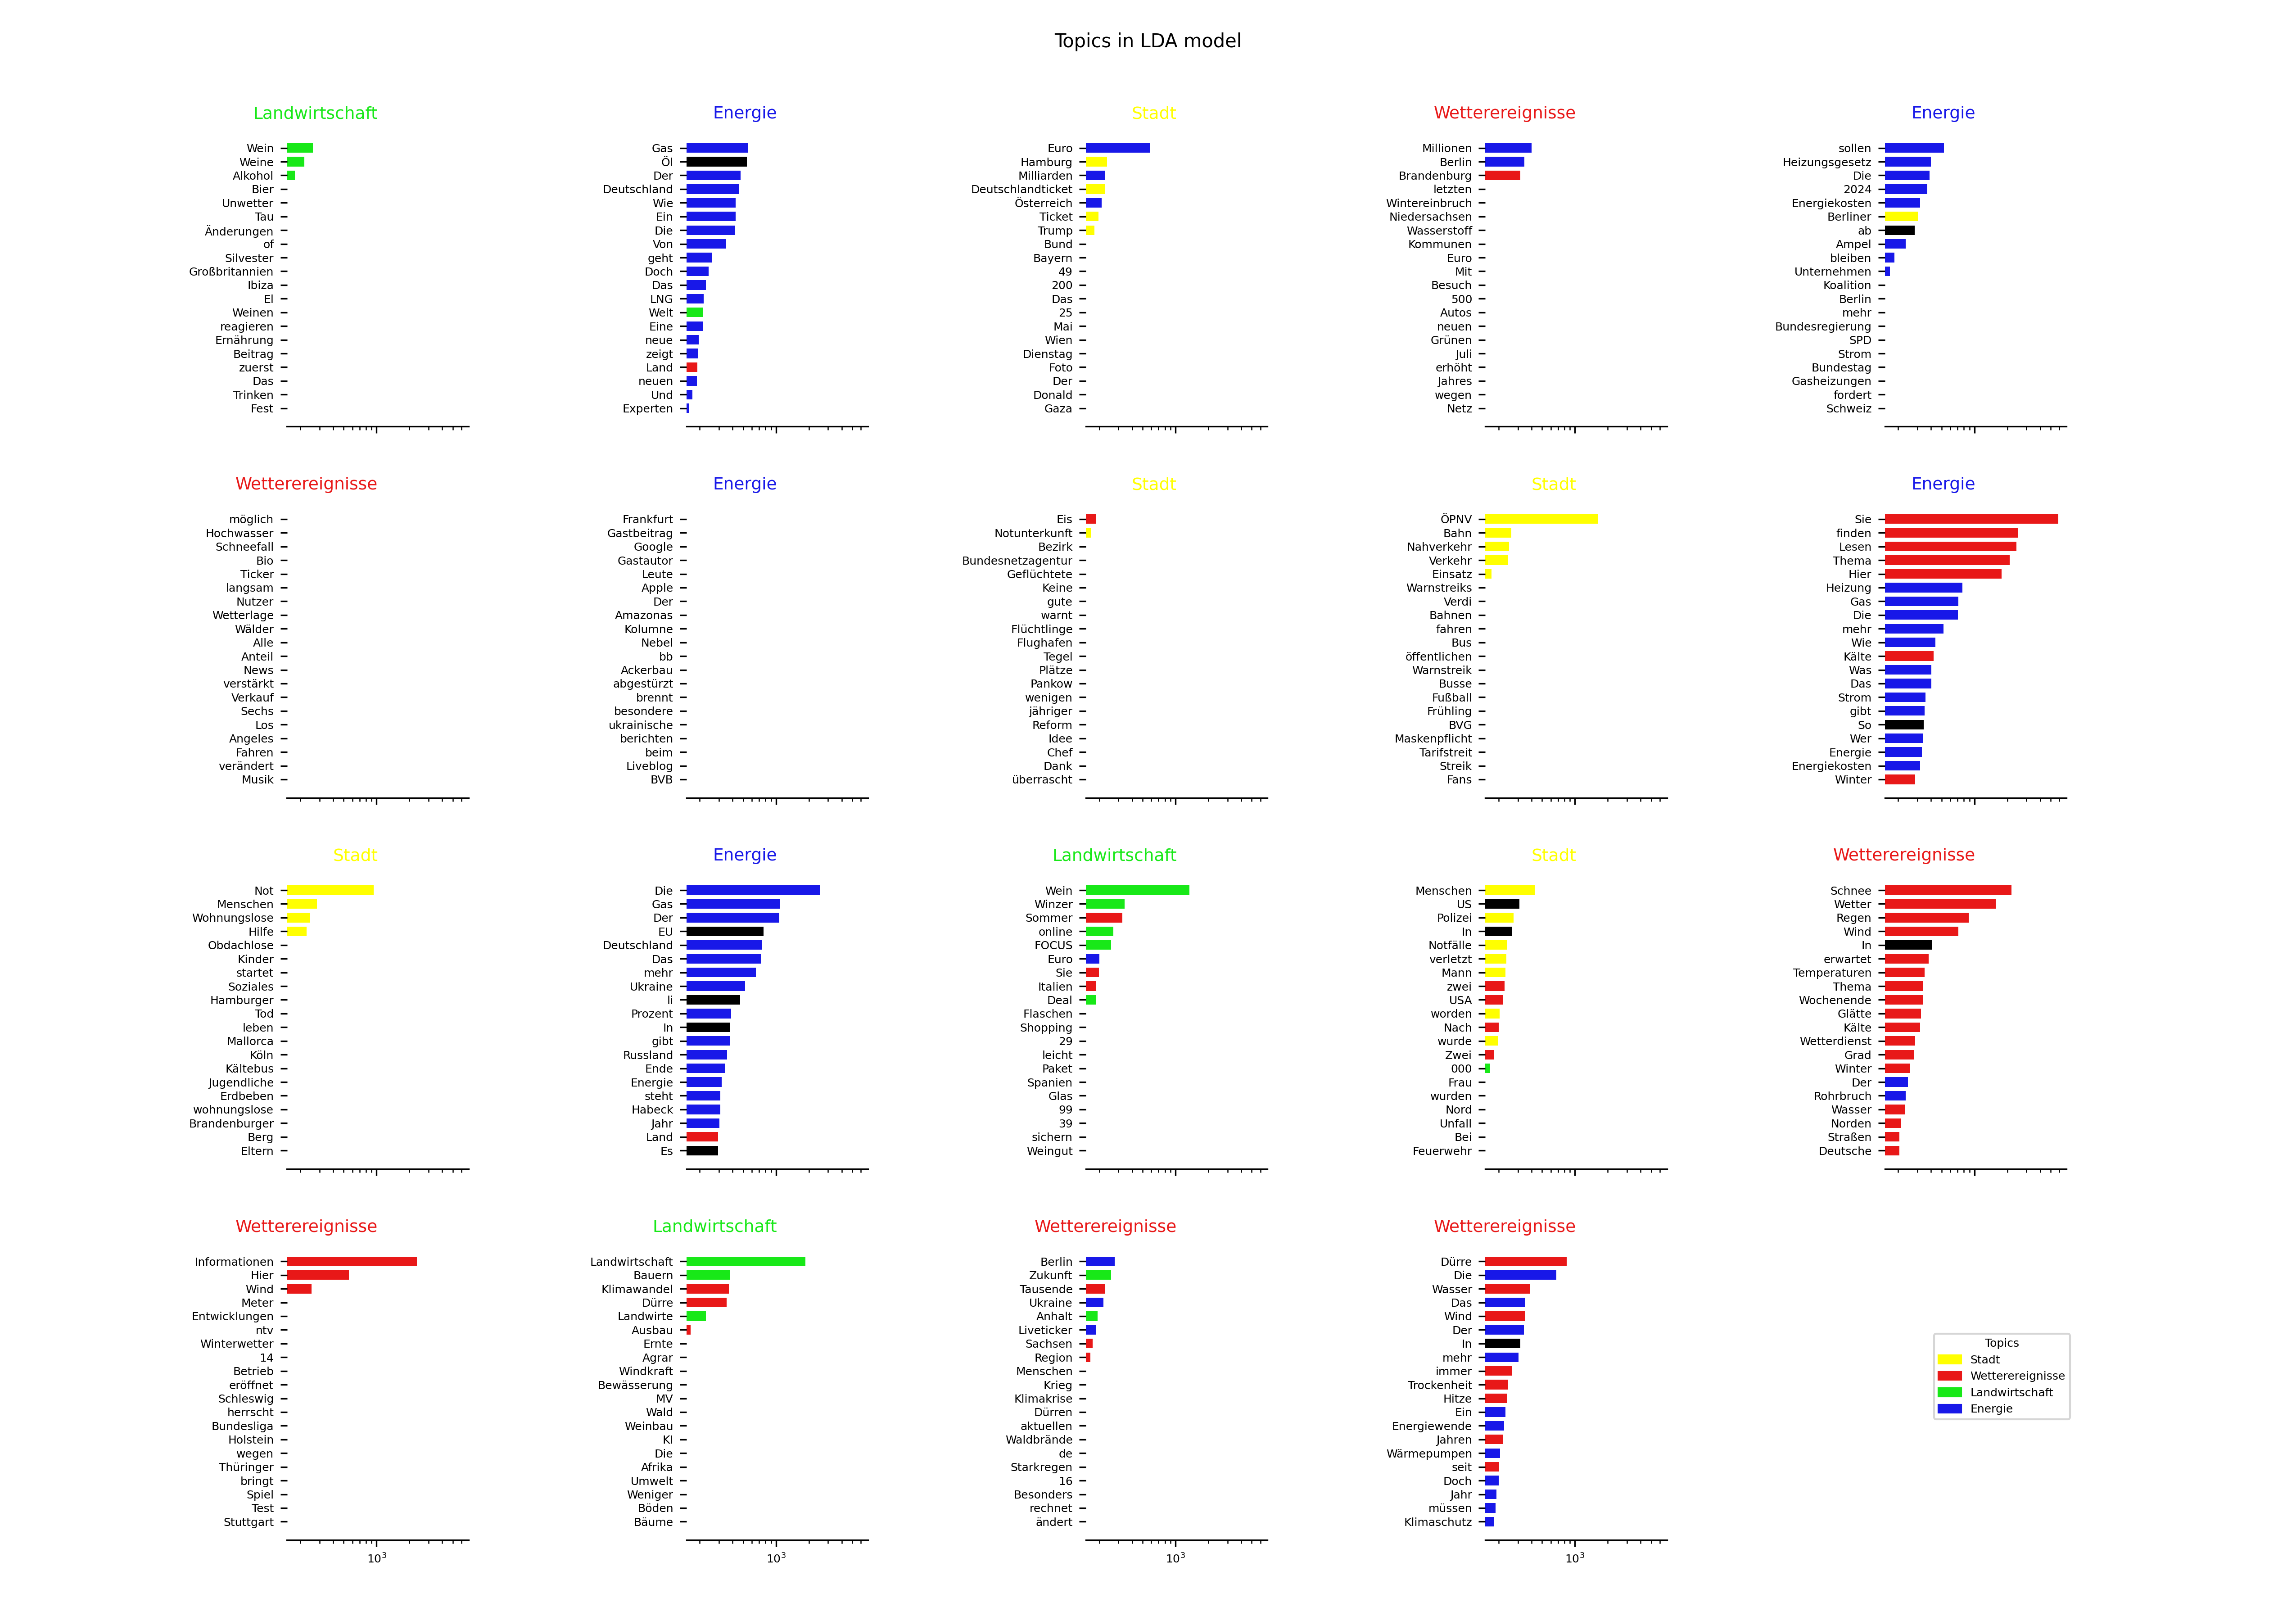 Topics in LDA model
Landwirtschaft
Wein
Weine
Alkohol
Bier
Unwetter
Tau
Änderungen
of
Silvester
Großbritannien
Ibiza
El
Weinen
reagieren
Ernährung
Beitrag
zuerst
Das
Trinken
Fest
Energie
Gas
Öl
Der
Deutschland
Wie
Ein
Die
Von
geht
Doch
Das
LNG
Welt
Eine
neue
zeigt
Land
neuen
Und
Experten
Stadt
Euro
Hamburg
Milliarden
Deutschlandticket
Österreich
Ticket
Trump
Bund
Bayern
49
200
Das
25
Mai
Wien
Dienstag
Foto
Der
Donald
Gaza
Wetterereignisse
Millionen
Berlin
Brandenburg
letzten
Wintereinbruch
Niedersachsen
Wasserstoff
Kommunen
Euro
Mit
Besuch
500
Autos
neuen
Grünen
Juli
erhöht
Jahres
wegen
Netz
Energie
sollen
Heizungsgesetz
Die
2024
Energiekosten
Berliner
ab
Ampel
bleiben
Unternehmen
Koalition
Berlin
mehr
Bundesregierung
SPD
Strom
Bundestag
Gasheizungen
fordert
Schweiz
Wetterereignisse
möglich
Hochwasser
Schneefall
Bio
Ticker
langsam
Nutzer
Wetterlage
Wälder
Alle
Anteil
News
verstärkt
Verkauf
Sechs
Los
Angeles
Fahren
verändert
Musik
Energie
Frankfurt
Gastbeitrag
Google
Gastautor
Leute
Apple
Der
Amazonas
Kolumne
Nebel
bb
Ackerbau
abgestürzt
brennt
besondere
ukrainische
berichten
beim
Liveblog
BVB
Stadt
Eis
Notunterkunft
Bezirk
Bundesnetzagentur
Geflüchtete
Keine
gute
warnt
Flüchtlinge
Flughafen
Tegel
Plätze
Pankow
wenigen
jähriger
Reform
Idee
Chef
Dank
überrascht
Stadt
ÖPNV
Bahn
Nahverkehr
Verkehr
Einsatz
Warnstreiks
Verdi
Bahnen
fahren
Bus
öffentlichen
Warnstreik
Busse
Fußball
Frühling
BVG
Maskenpflicht
Tarifstreit
Streik
Fans
Energie
Sie
finden
Lesen
Thema
Hier
Heizung
Gas
Die
mehr
Wie
Kälte
Was
Das
Strom
gibt
So
Wer
Energie
Energiekosten
Winter
Stadt
Not
Menschen
Wohnungslose
Hilfe
Obdachlose
Kinder
startet
Soziales
Hamburger
Tod
leben
Mallorca
Köln
Kältebus
Jugendliche
Erdbeben
wohnungslose
Brandenburger
Berg
Eltern
Energie
Die
Gas
Der
EU
Deutschland
Das
mehr
Ukraine
li
Prozent
In
gibt
Russland
Ende
Energie
steht
Habeck
Jahr
Land
Es
Landwirtschaft
Wein
Winzer
Sommer
online
FOCUS
Euro
Sie
Italien
Deal
Flaschen
Shopping
29
leicht
Paket
Spanien
Glas
99
39
sichern
Weingut
Stadt
Menschen
US
Polizei
In
Notfälle
verletzt
Mann
zwei
USA
worden
Nach
wurde
Zwei
000
Frau
wurden
Nord
Unfall
Bei
Feuerwehr
Wetterereignisse
Schnee
Wetter
Regen
Wind
In
erwartet
Temperaturen
Thema
Wochenende
Glätte
Kälte
Wetterdienst
Grad
Winter
Der
Rohrbruch
Wasser
Norden
Straßen
Deutsche
Wetterereignisse
Informationen
Hier
Wind
Meter
Entwicklungen
ntv
Winterwetter
14
Betrieb
eröffnet
Schleswig
herrscht
Bundesliga
Holstein
wegen
Thüringer
bringt
Spiel
Test
Stuttgart
10³
Landwirtschaft
Landwirtschaft
Bauern
Klimawandel
Dürre
Landwirte
Ausbau
Ernte
Agrar
Windkraft
Bewässerung
MV
Wald
Weinbau
KI
Die
Afrika
Umwelt
Weniger
Böden
Bäume
10³
Wetterereignisse
Berlin
Zukunft
Tausende
Ukraine
Anhalt
Liveticker
Sachsen
Region
Menschen
Krieg
Klimakrise
Dürren
aktuellen
Waldbrände
de
Starkregen
16
Besonders
rechnet
ändert
10³
Wetterereignisse
Dürre
Die
Wasser
Das
Wind
Der
In
mehr
immer
Trockenheit
Hitze
Ein
Energiewende
Jahren
Wärmepumpen
seit
Doch
Jahr
müssen
Klimaschutz
10³
Topics
Stadt
Wetterereignisse
Landwirtschaft
Energie